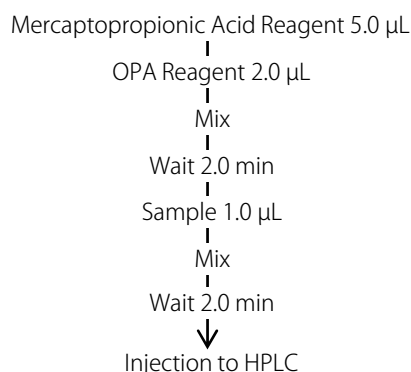 Mercaptopropionic Acid Reagent 5.0 µL
OPA Reagent 2.0 µL
Mix
Wait 2.0 min
Sample 1.0 µL
Mix
Wait 2.0 min
Injection to HPLC